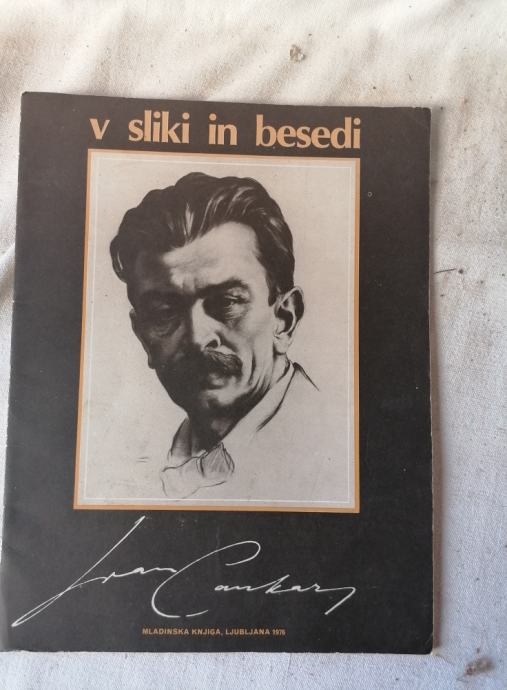 v sliki in besedi
Ivan Cankar
MLADINSKA KNJIGA, LJUBLJANA 1976